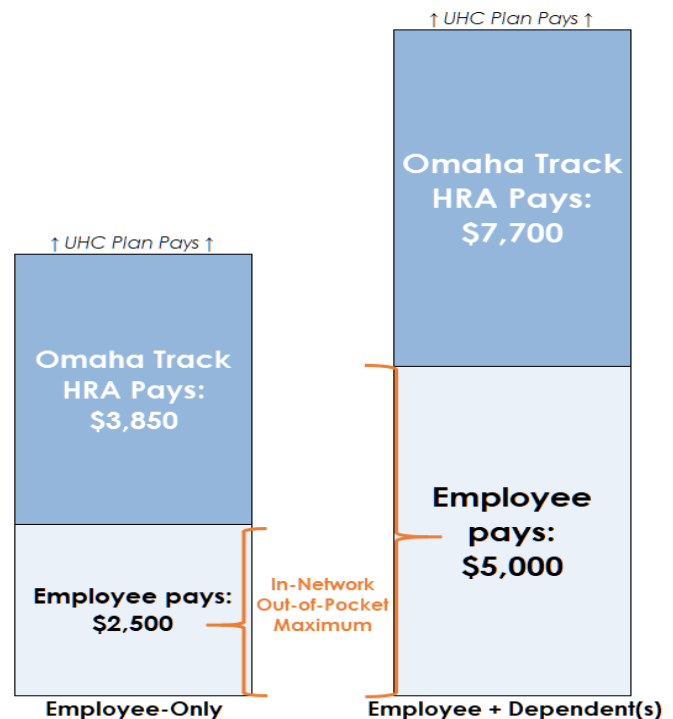 ↑ UHC Plan Pays ↑
Omaha Track
HRA Pays:
$7,700
Employee
pays:
$5,000
Employee + Dependent(s)
↑ UHC Plan Pays ↑
Omaha Track
HRA Pays:
$3,850
Employee pays:
$2,500
Employee-Only
In-Network
Out-of-Pocket
Maximum